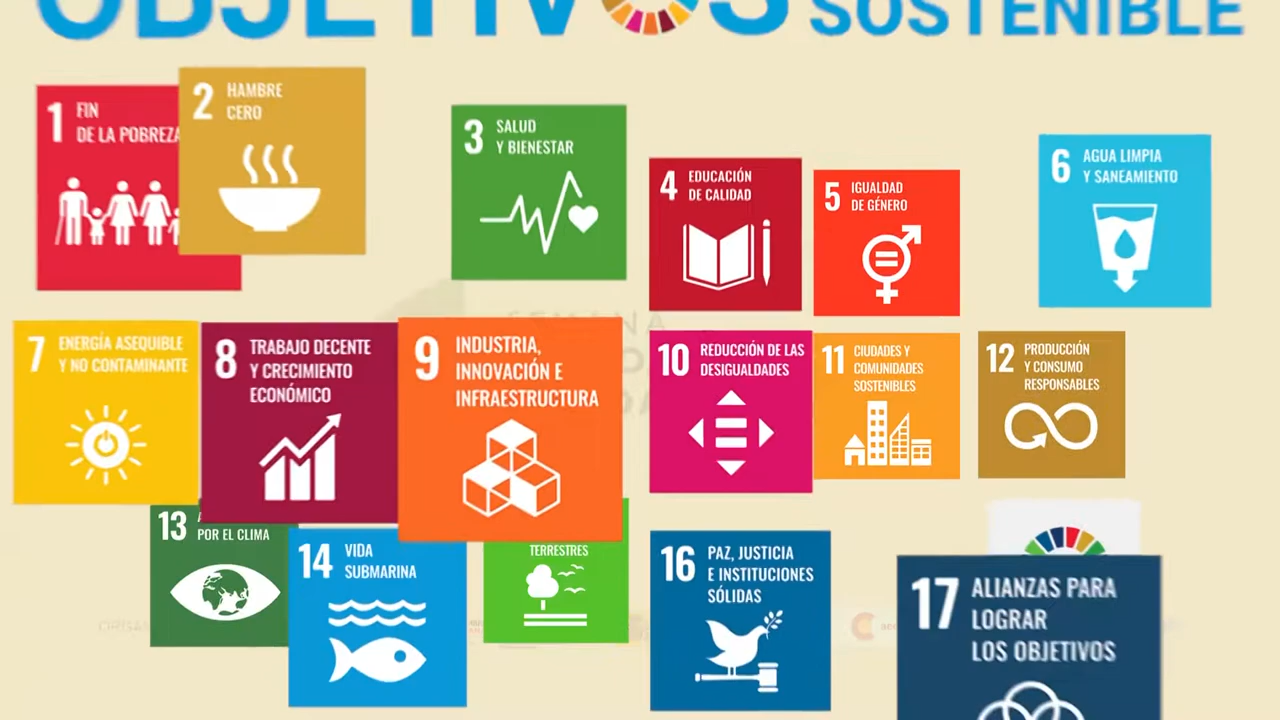 OBJETIVOS
SOSTENIBLE
1 FIN
DE LA POBREZA
2 HAMBRE
CERO
3 SALUD
Y BIENESTAR
4 EDUCACIÓN
DE CALIDAD
5 IGUALDAD
DE GÉNERO
6 AGUA LIMPIA
Y SANEAMIENTO
7 ENERGÍA ASEQUIBLE
Y NO CONTAMINANTE
8 TRABAJO DECENTE
Y CRECIMIENTO
ECONÓMICO
9 INDUSTRIA,
INNOVACIÓN E
INFRAESTRUCTURA
10 REDUCCIÓN DE LAS
DESIGUALDADES
11 CIUDADES Y
COMUNIDADES
SOSTENIBLES
12 PRODUCCIÓN
Y CONSUMO
RESPONSABLES
13
POR EL CLIMA
14 VIDA
SUBMARINA
TERRESTRES
16 PAZ, JUSTICIA
E INSTITUCIONES
SÓLIDAS
17 ALIANZAS PARA
LOGRAR
LOS OBJETIVOS